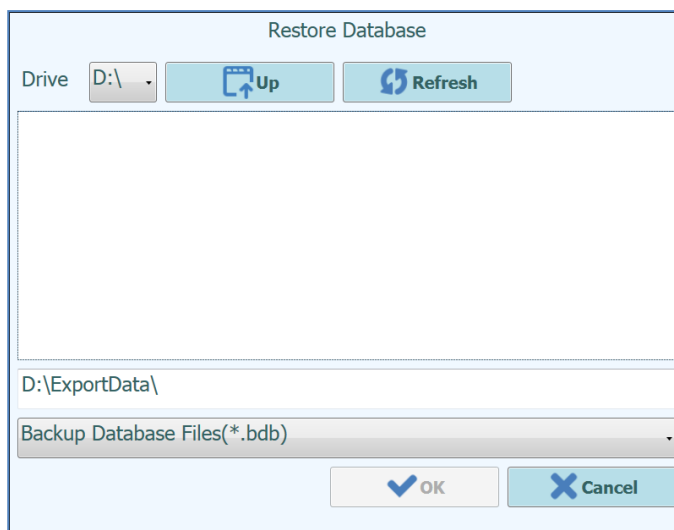 Restore Database
Drive D:\ Up Refresh
D:\ExportData\
Backup Database Files(*.bdb)
OK Cancel